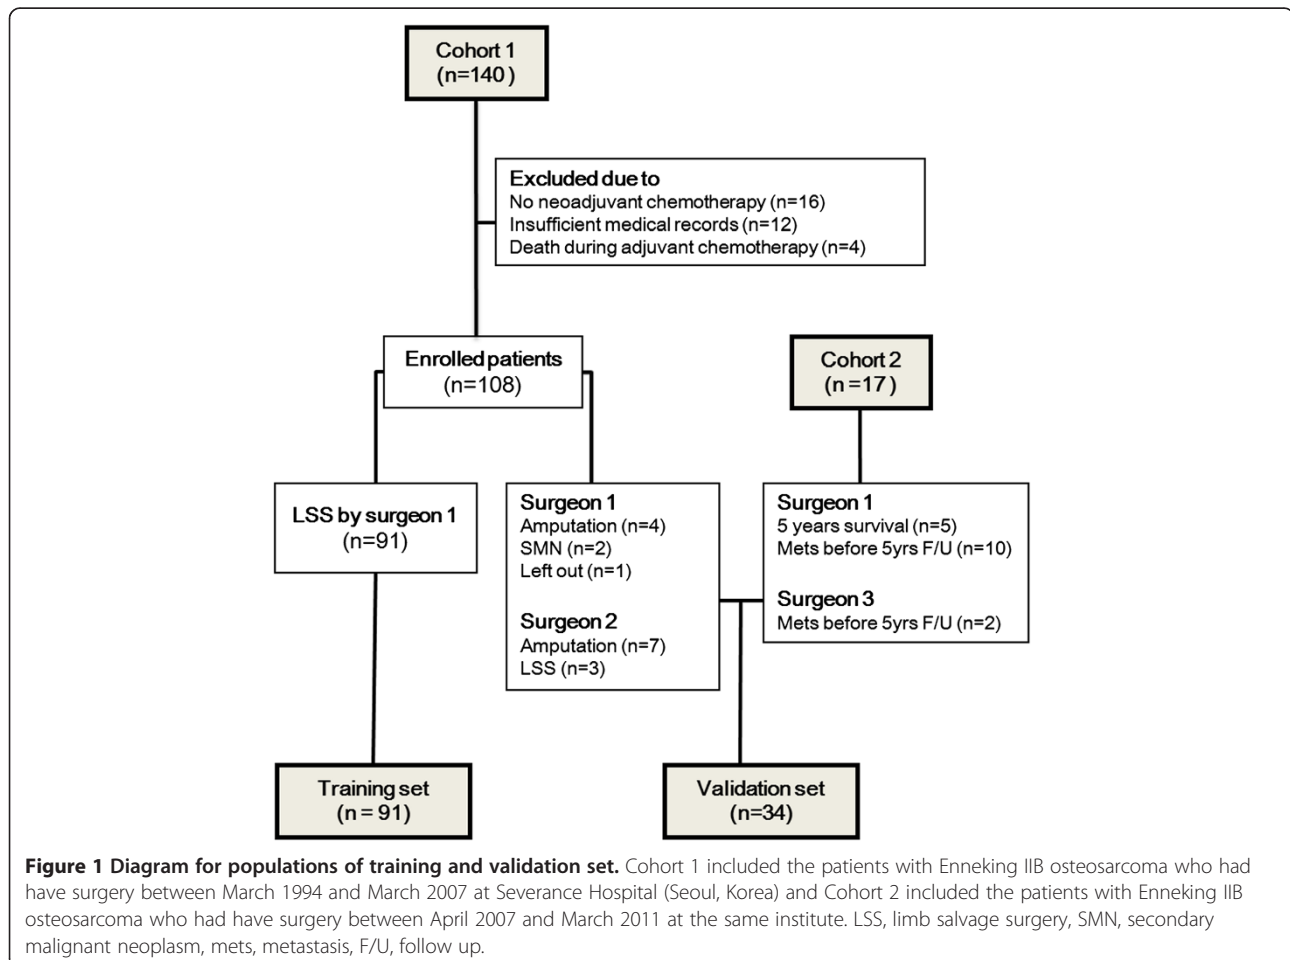 Cohort 1
(n=140)
Excluded due to
No neoadjuvant chemotherapy (n=16)
Insufficient medical records (n=12)
Death during adjuvant chemotherapy (n=4)
Enrolled patients
(n=108)
Cohort 2
(n =17)
LSS by surgeon 1
(n=91)
Surgeon 1
Amputation (n=4)
SMN (n=2)
Left out (n=1)
Surgeon 2
Amputation (n=7)
LSS (n=3)
Surgeon 1
5 years survival (n=5)
Mets before 5yrs F/U (n=10)
Surgeon 3
Mets before 5yrs F/U (n=2)
Training set
(n = 91)
Validation set
(n=34)
Figure 1 Diagram for populations of training and validation set. Cohort 1 included the patients with Enneking IIB osteosarcoma who had
have surgery between March 1994 and March 2007 at Severance Hospital (Seoul, Korea) and Cohort 2 included the patients with Enneking IIB
osteosarcoma who had have surgery between April 2007 and March 2011 at the same institute. LSS, limb salvage surgery, SMN, secondary
malignant neoplasm, mets, metastasis, F/U, follow up.